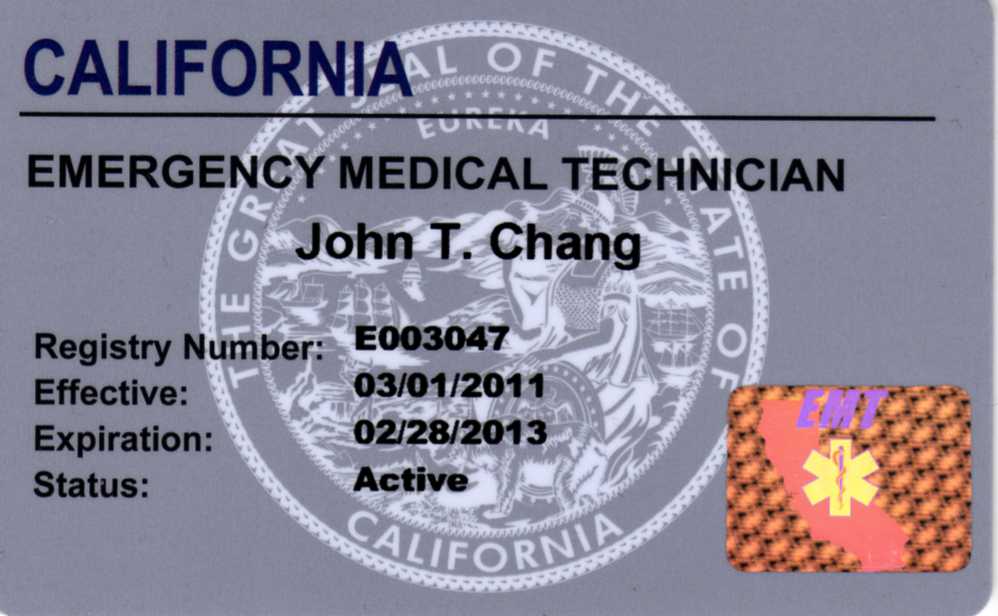 CALIFORNIA
THE GREAT SEAL OF THE STATE OF CALIFORNIA
EUREKA
EMERGENCY MEDICAL TECHNICIAN
John T. Chang
Registry Number: E003047
Effective: 03/01/2011
Expiration: 02/28/2013
Status: Active
EMT